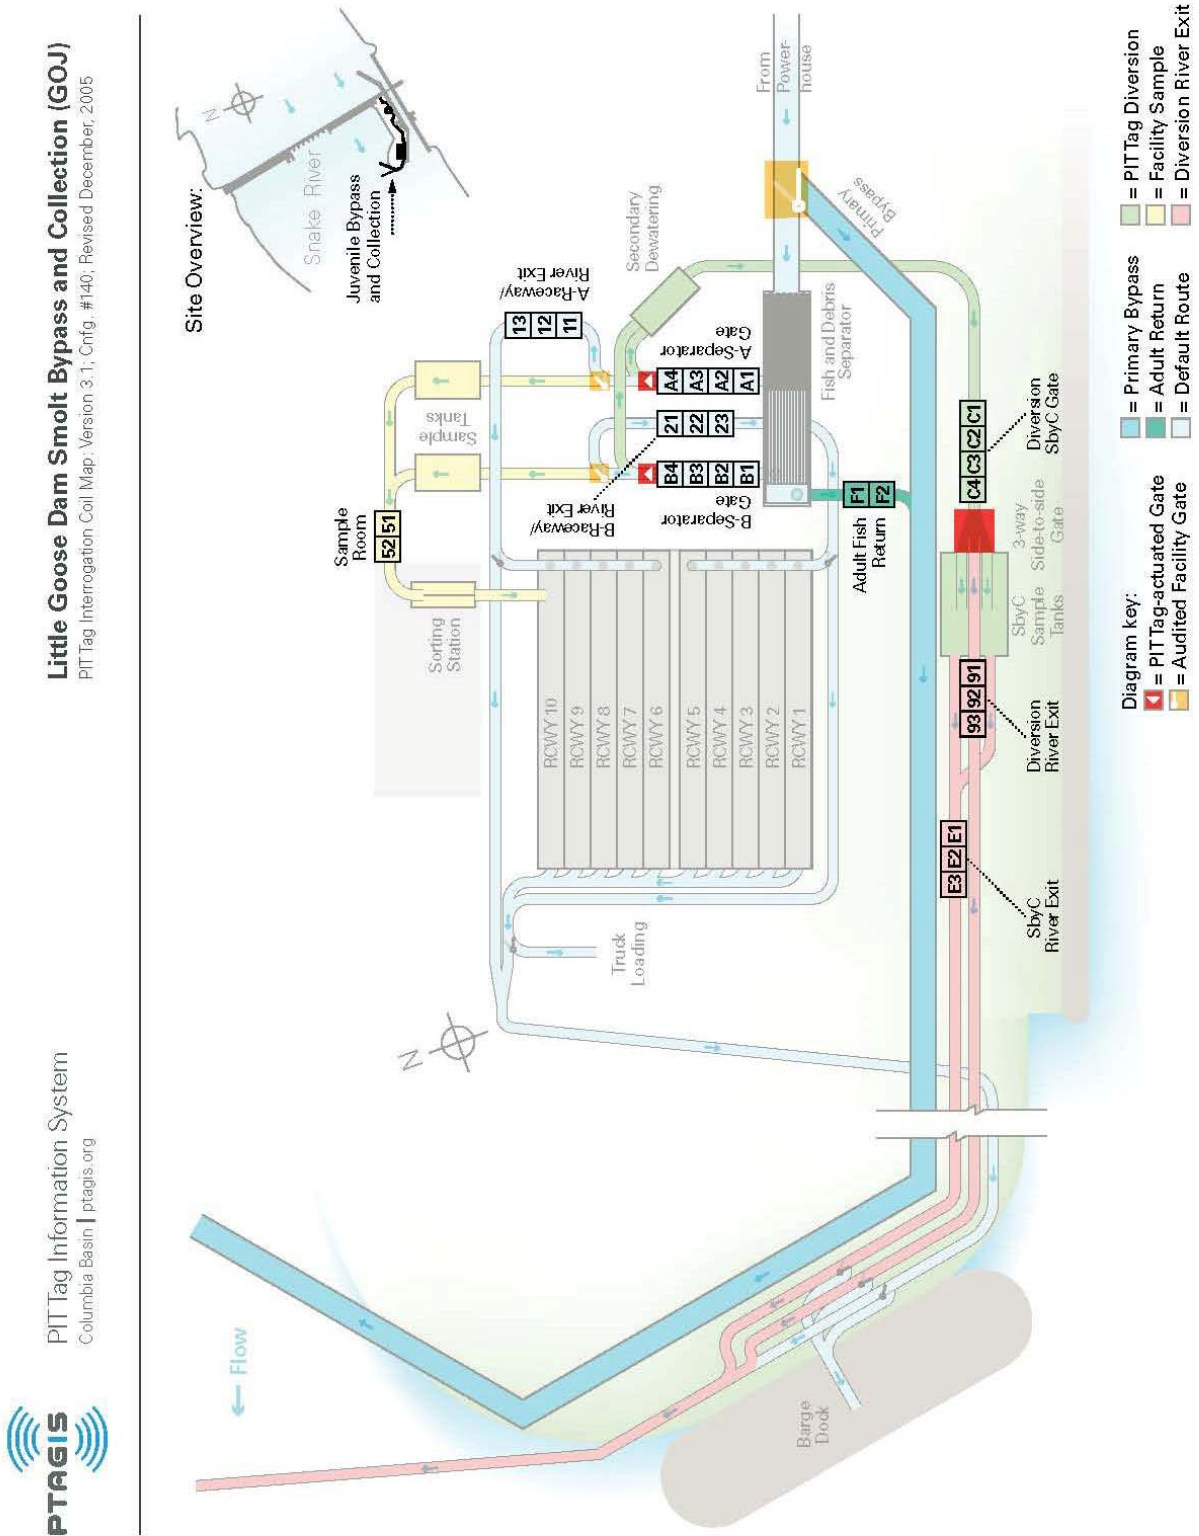 PTAGIS
PITTag Information System
Columbia Basin | ptagis.org
Little Goose Dam Smolt Bypass and Collection (GOJ)
PITTag Interrogation Coil Map: Version 3.1; Cnfg. #140; Revised December, 2005
Site Overview:
N
Snake River
Juvenile Bypass
and Collection
← Flow
N
Sample
Room
52 51
Sorting
Station
Sample
Tanks
A-Raceway/
River Exit
13
12
11
B-Raceway/
River Exit
21
22
23
Secondary
Dewatering
From
Power-
house
Primary
Bypass
A4
A3
A2
A1
A-Separator
Gate
B4
B3
B2
B1
B-Separator
Gate
Fish and Debris
Separator
RCWY 10
RCWY 9
RCWY 8
RCWY 7
RCWY 6
RCWY 5
RCWY 4
RCWY 3
RCWY 2
RCWY 1
Truck
Loading
Adult Fish
Return
F1
F2
C4 C3 C2 C1
Diversion
SbyC Gate
3-way
Side-to-side
Gate
SbyC
Sample
Tanks
93 92 91
Diversion
River Exit
E3 E2 E1
SbyC
River Exit
Barge
Dock
Diagram key:
= PITTag-actuated Gate
= Audited Facility Gate
= Primary Bypass
= Adult Return
= Default Route
= PITTag Diversion
= Facility Sample
= Diversion River Exit